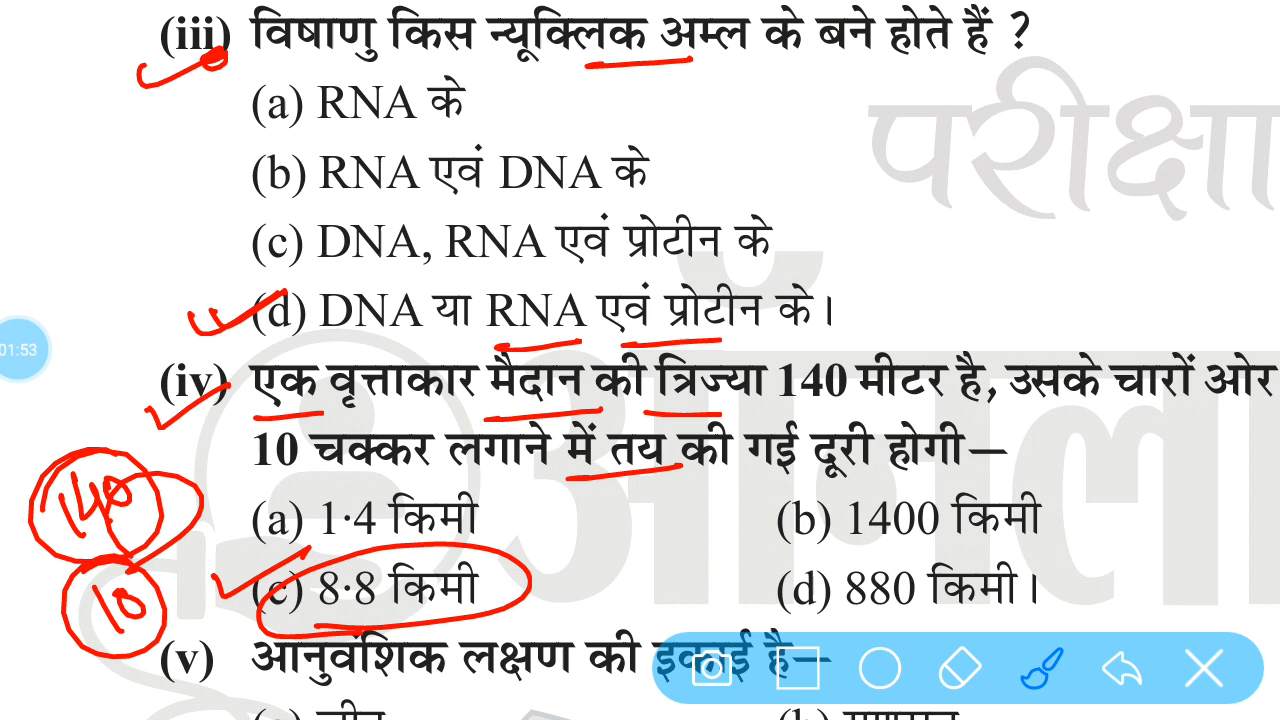 (iii) विषाणु किस न्यूक्लिक अम्ल के बने होते हैं ?
परीक्षा
(a) RNA के
(b) RNA एवं DNA के
(c) DNA, RNA एवं प्रोटीन के
(d) DNA या RNA एवं प्रोटीन के।
01:53
(iv) एक वृत्ताकार मैदान की त्रिज्या 140 मीटर है, उसके चारों ओर
10 चक्कर लगाने में तय की गई दूरी होगी—
140
(a) 1·4 किमी (b) 1400 किमी
10
(c) 8·8 किमी (d) 880 किमी।
(v) आनुवंशिक लक्षण की इकाई है—